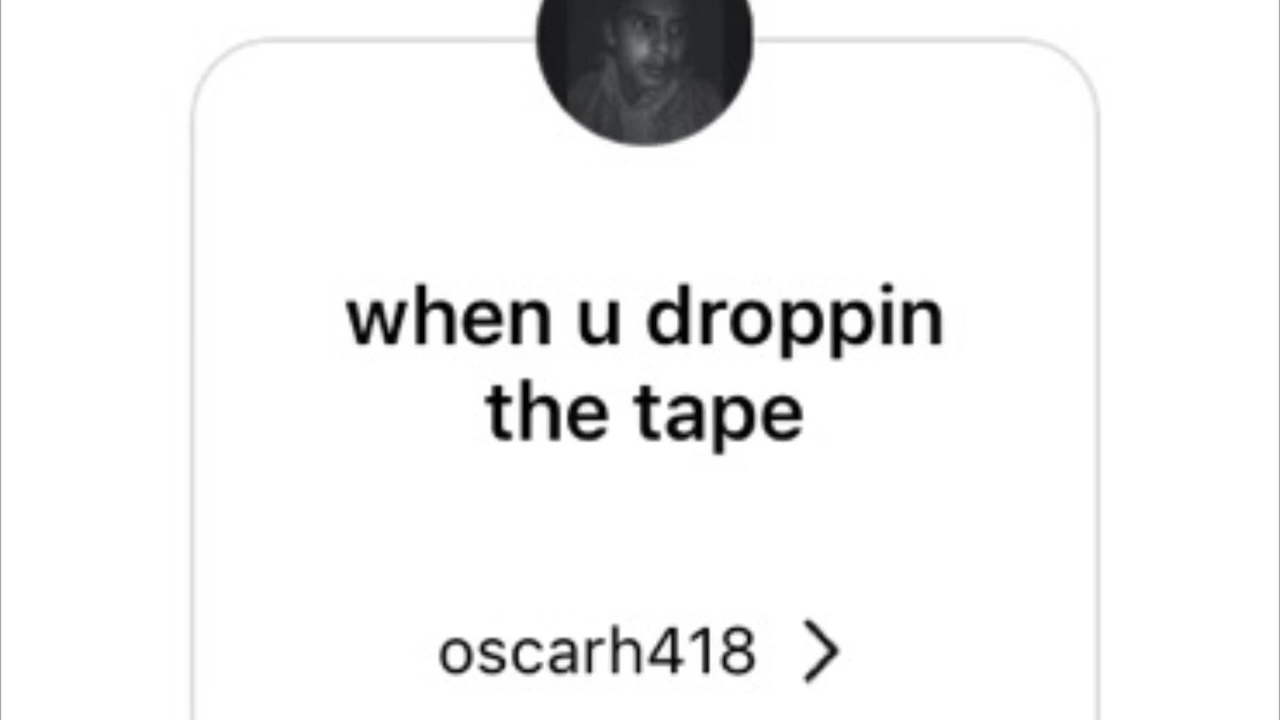 when u droppin
the tape
oscarh418